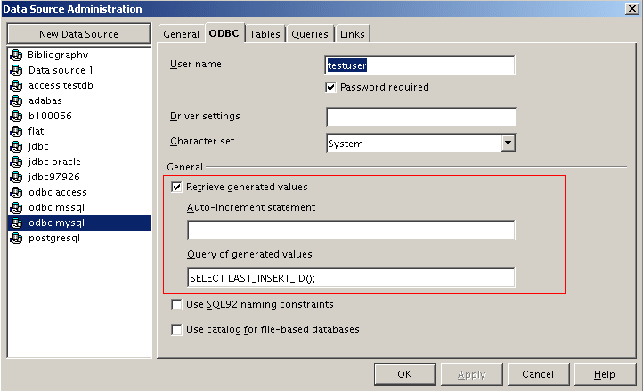 Data Source Administration
New Data Source
Bibliography
Data source 1
access testdb
adabas
b100056
flat
jdbc
jdbc oracle
jdbc97926
odbc access
odbc mssql
odbc mysql
postgresql
General ODBC Tables Queries Links
User name
testuser
Password required
Driver settings
Character set
System
General
Retrieve generated values
Auto-increment statement
Query of generated values
SELECT LAST_INSERT_ID();
Use SQL92 naming constraints
Use catalog for file-based databases
OK Apply Cancel Help